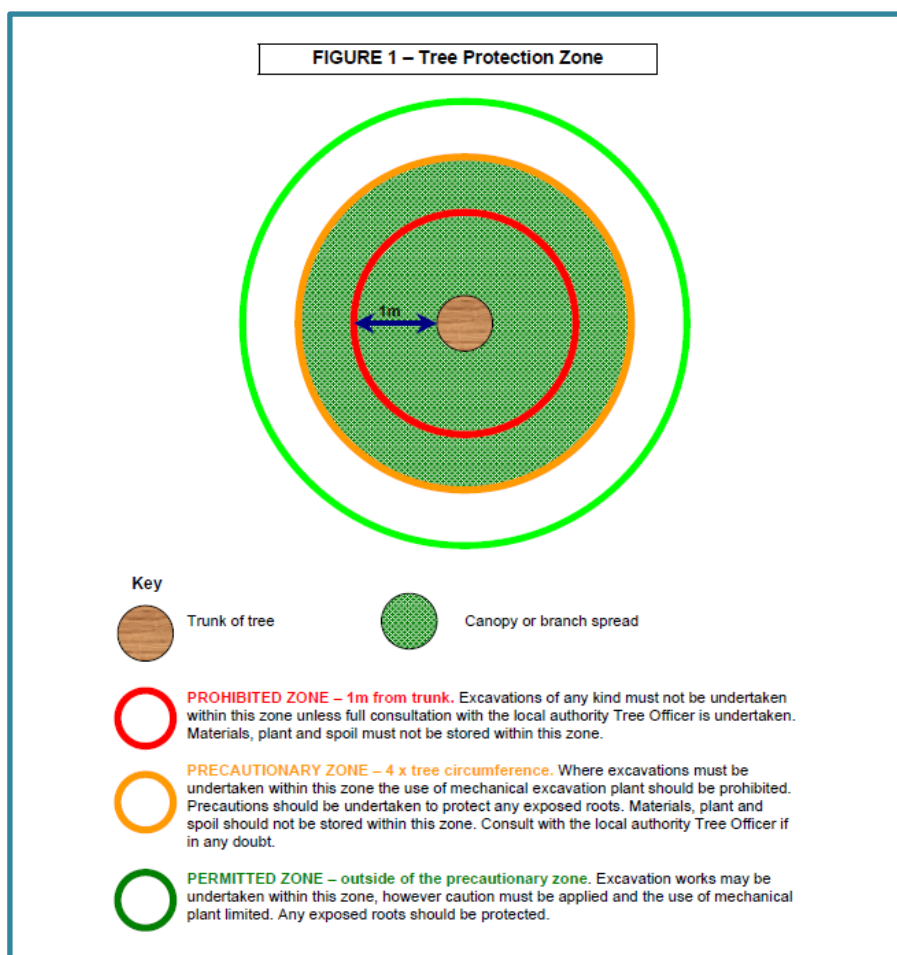 FIGURE 1 – Tree Protection Zone
1m
Key
Trunk of tree
Canopy or branch spread
PROHIBITED ZONE – 1m from trunk. Excavations of any kind must not be undertaken
within this zone unless full consultation with the local authority Tree Officer is undertaken.
Materials, plant and spoil must not be stored within this zone.
PRECAUTIONARY ZONE – 4 x tree circumference. Where excavations must be
undertaken within this zone the use of mechanical excavation plant should be prohibited.
Precautions should be undertaken to protect any exposed roots. Materials, plant and
spoil should not be stored within this zone. Consult with the local authority Tree Officer if
in any doubt.
PERMITTED ZONE – outside of the precautionary zone. Excavation works may be
undertaken within this zone, however caution must be applied and the use of mechanical
plant limited. Any exposed roots should be protected.